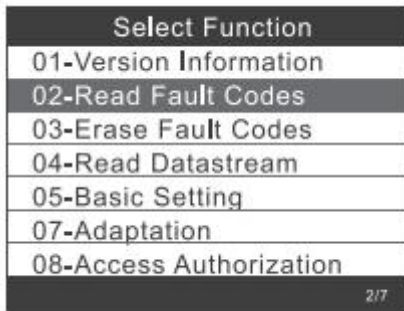 Select Function
01-Version Information
02-Read Fault Codes
03-Erase Fault Codes
04-Read Datastream
05-Basic Setting
07-Adaptation
08-Access Authorization
2/7